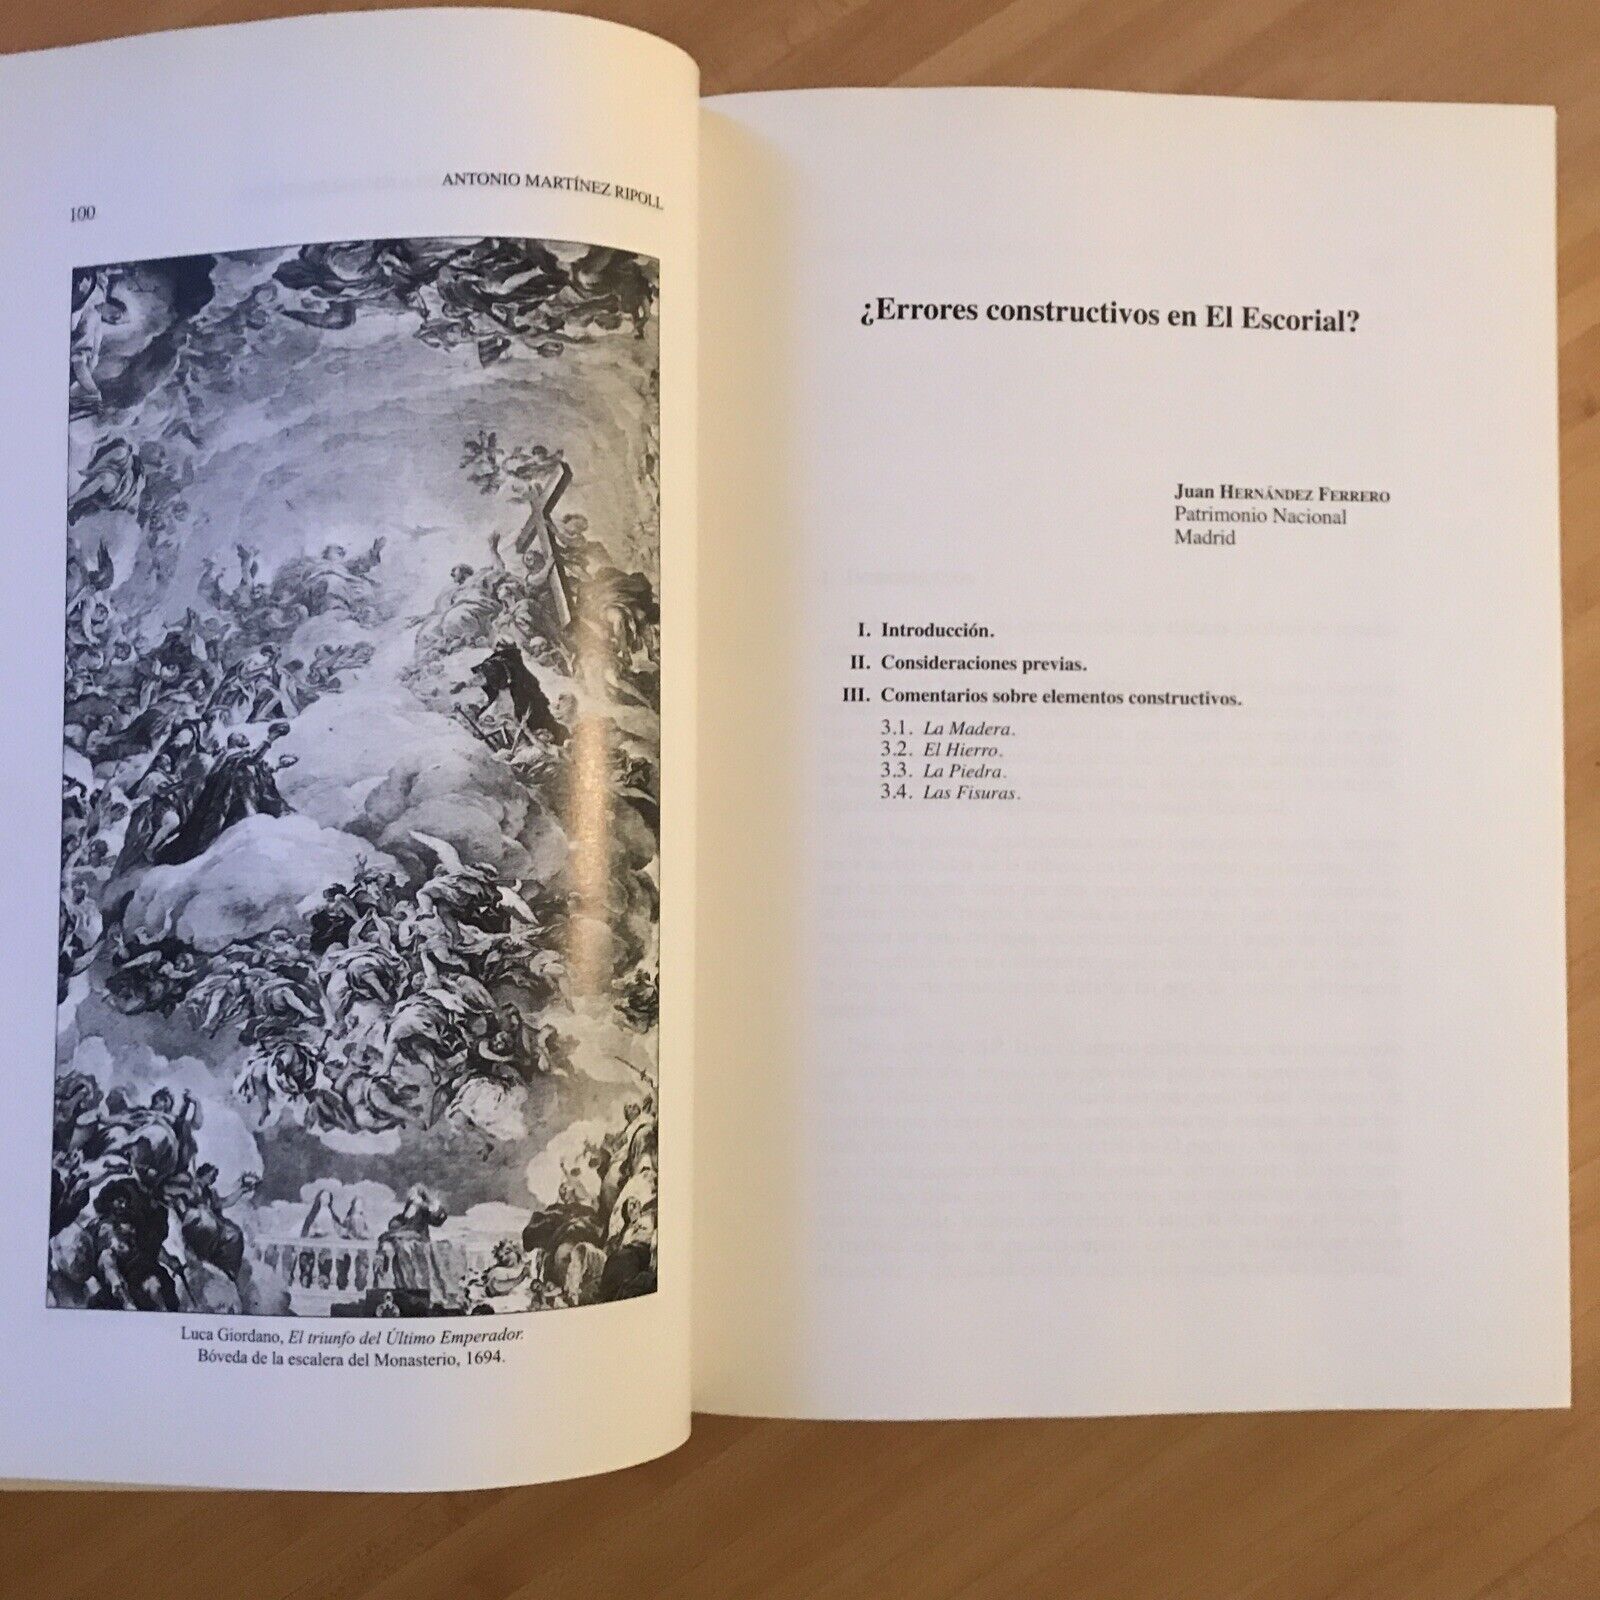 ANTONIO MARTÍNEZ RIPOLL
100
Luca Giordano, El triunfo del Último Emperador.
Bóveda de la escalera del Monasterio, 1694.
¿Errores constructivos en El Escorial?
Juan HERNÁNDEZ FERRERO
Patrimonio Nacional
Madrid
I. Introducción.
II. Consideraciones previas.
III. Comentarios sobre elementos constructivos.
3.1. La Madera.
3.2. El Hierro.
3.3. La Piedra.
3.4. Las Fisuras.